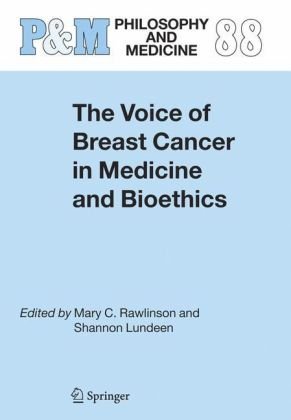 P&M PHILOSOPHY AND MEDICINE 88
The Voice of
Breast Cancer
in Medicine
and Bioethics
Edited by Mary C. Rawlinson and
Shannon Lundeen
Springer